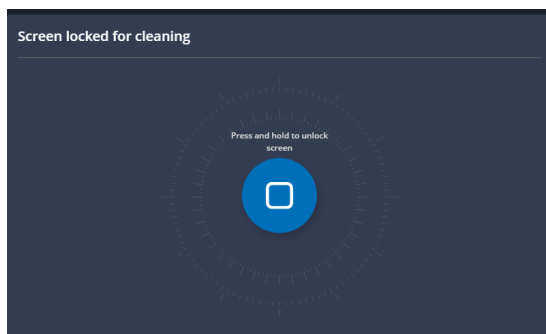 Screen locked for cleaning
Press and hold to unlock
screen